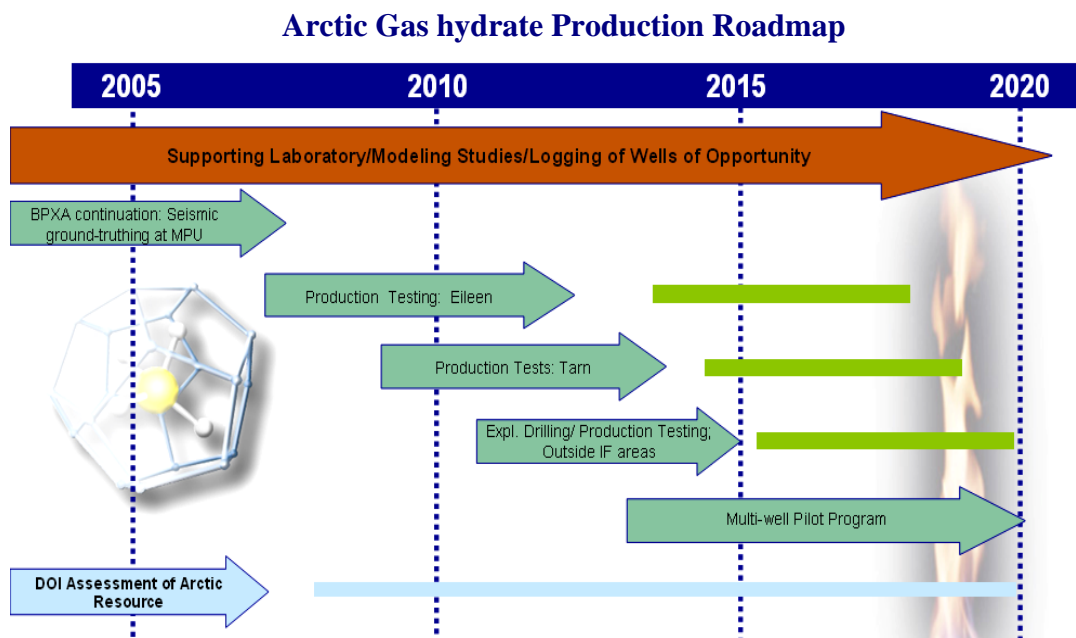 Arctic Gas hydrate Production Roadmap
2005 2010 2015 2020
Supporting Laboratory/Modeling Studies/Logging of Wells of Opportunity
BPXA continuation: Seismic
ground-truthing at MPU
Production Testing: Eileen
Production Tests: Tarn
Expl. Drilling/ Production Testing;
Outside IF areas
Multi-well Pilot Program
DOI Assessment of Arctic
Resource